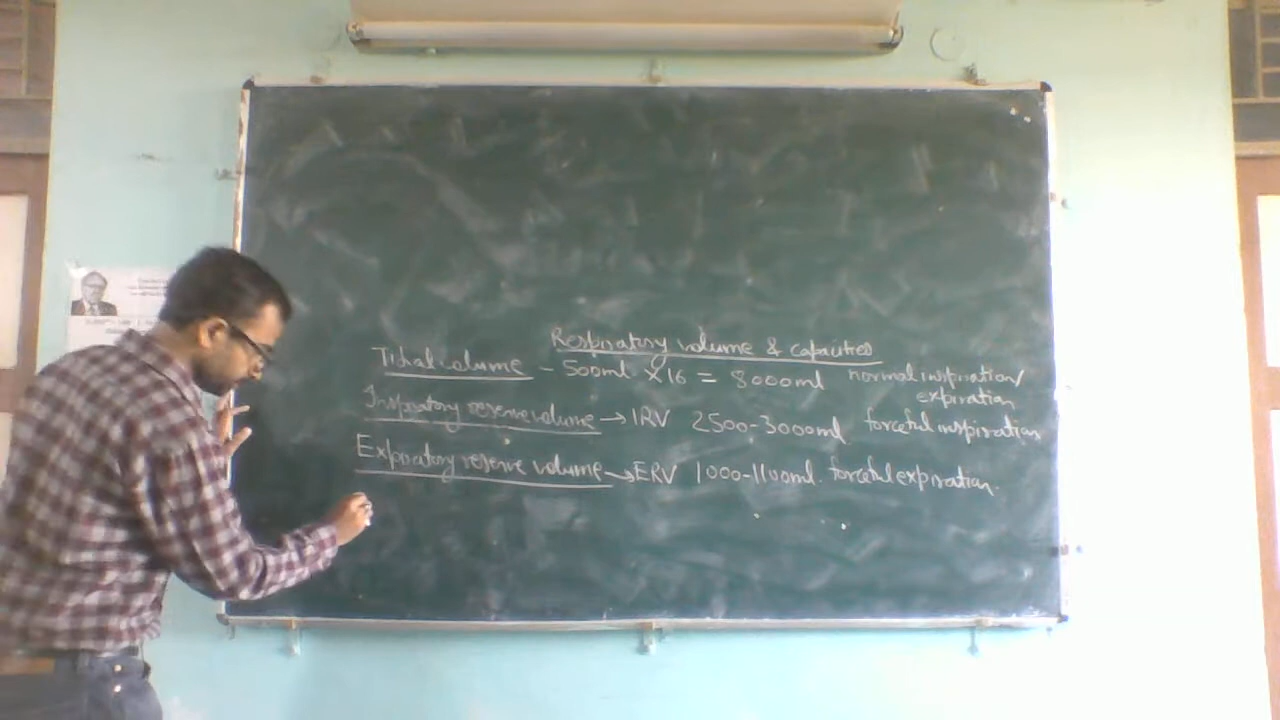 Respiratory volume & capacities
Tidal volume - 500ml X 16 = 8000ml normal inspiration/
expiration
Inspiratory reserve volume → IRV 2500-3000ml forceful inspiration
Expiratory reserve volume → ERV 1000-1100ml. forceful expiration.